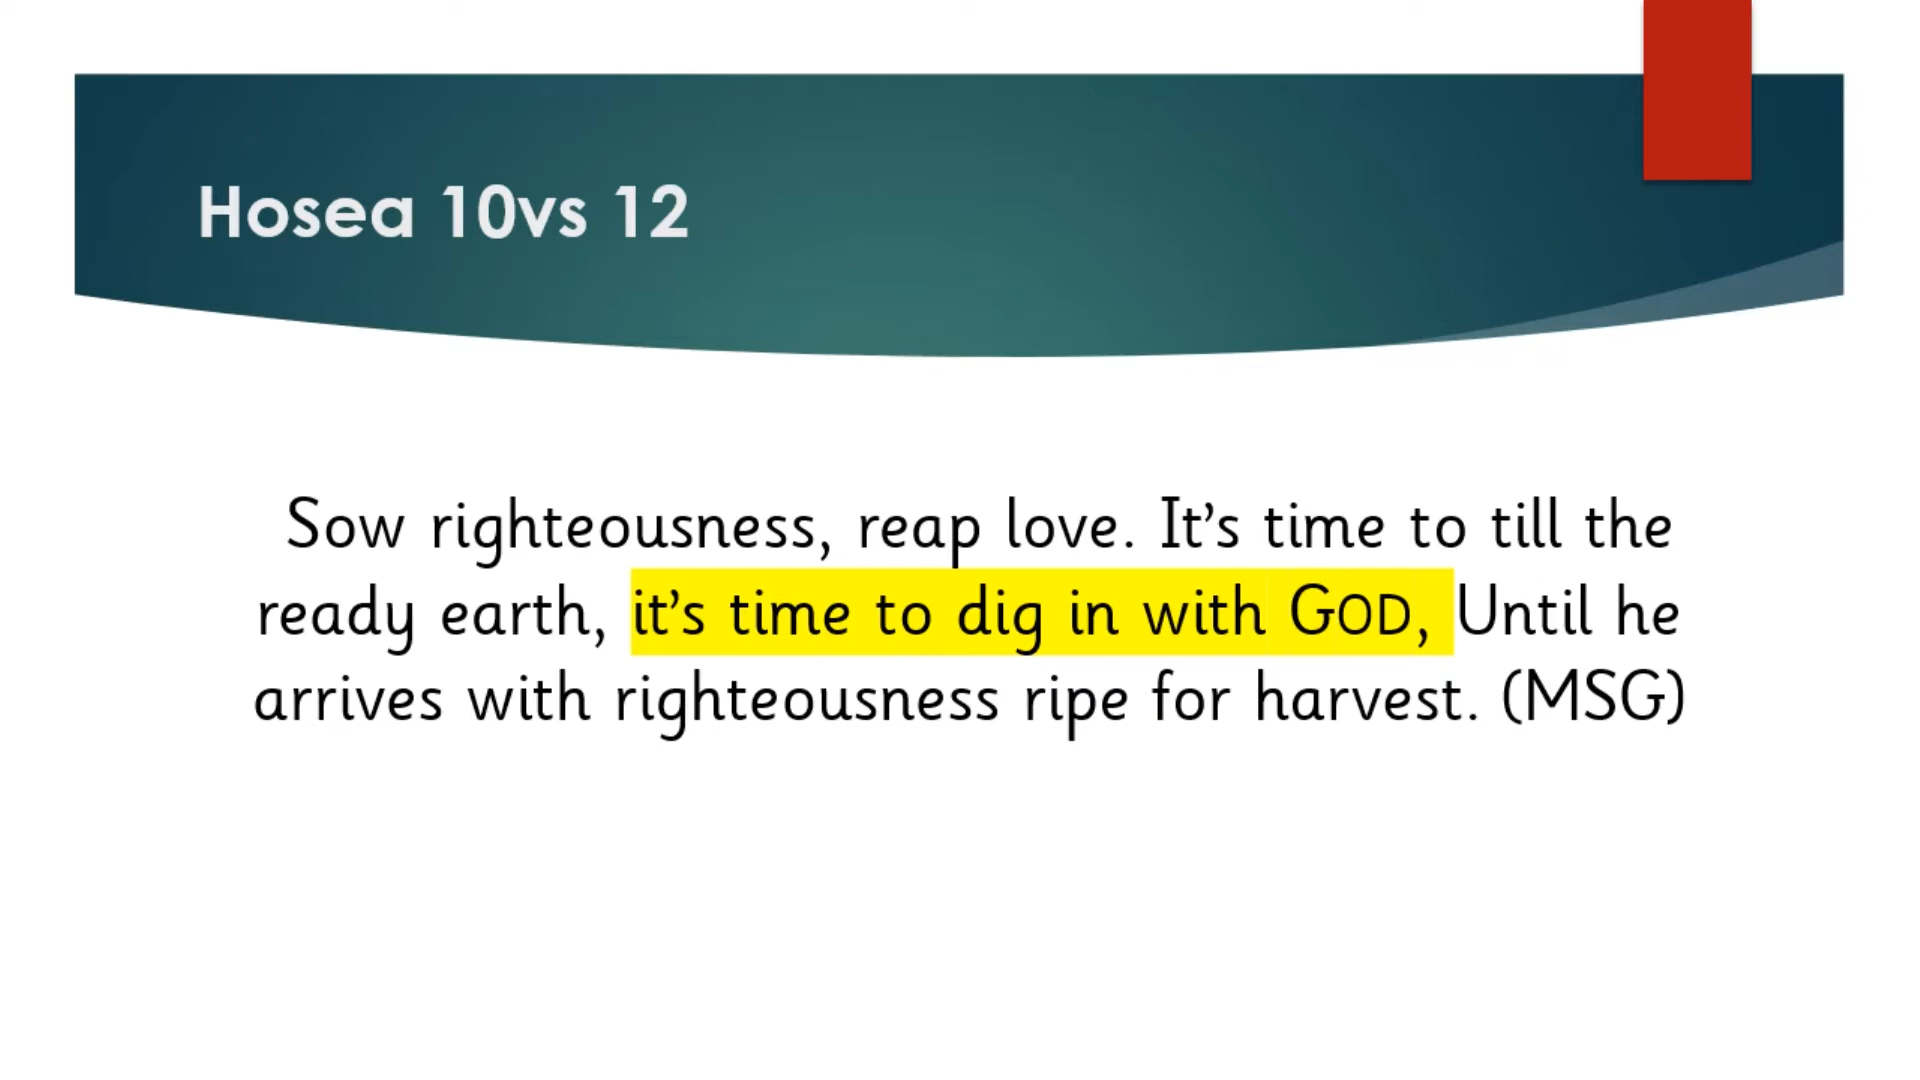 Hosea 10vs 12
Sow righteousness, reap love. It’s time to till the
ready earth, it’s time to dig in with GOD, Until he
arrives with righteousness ripe for harvest. (MSG)